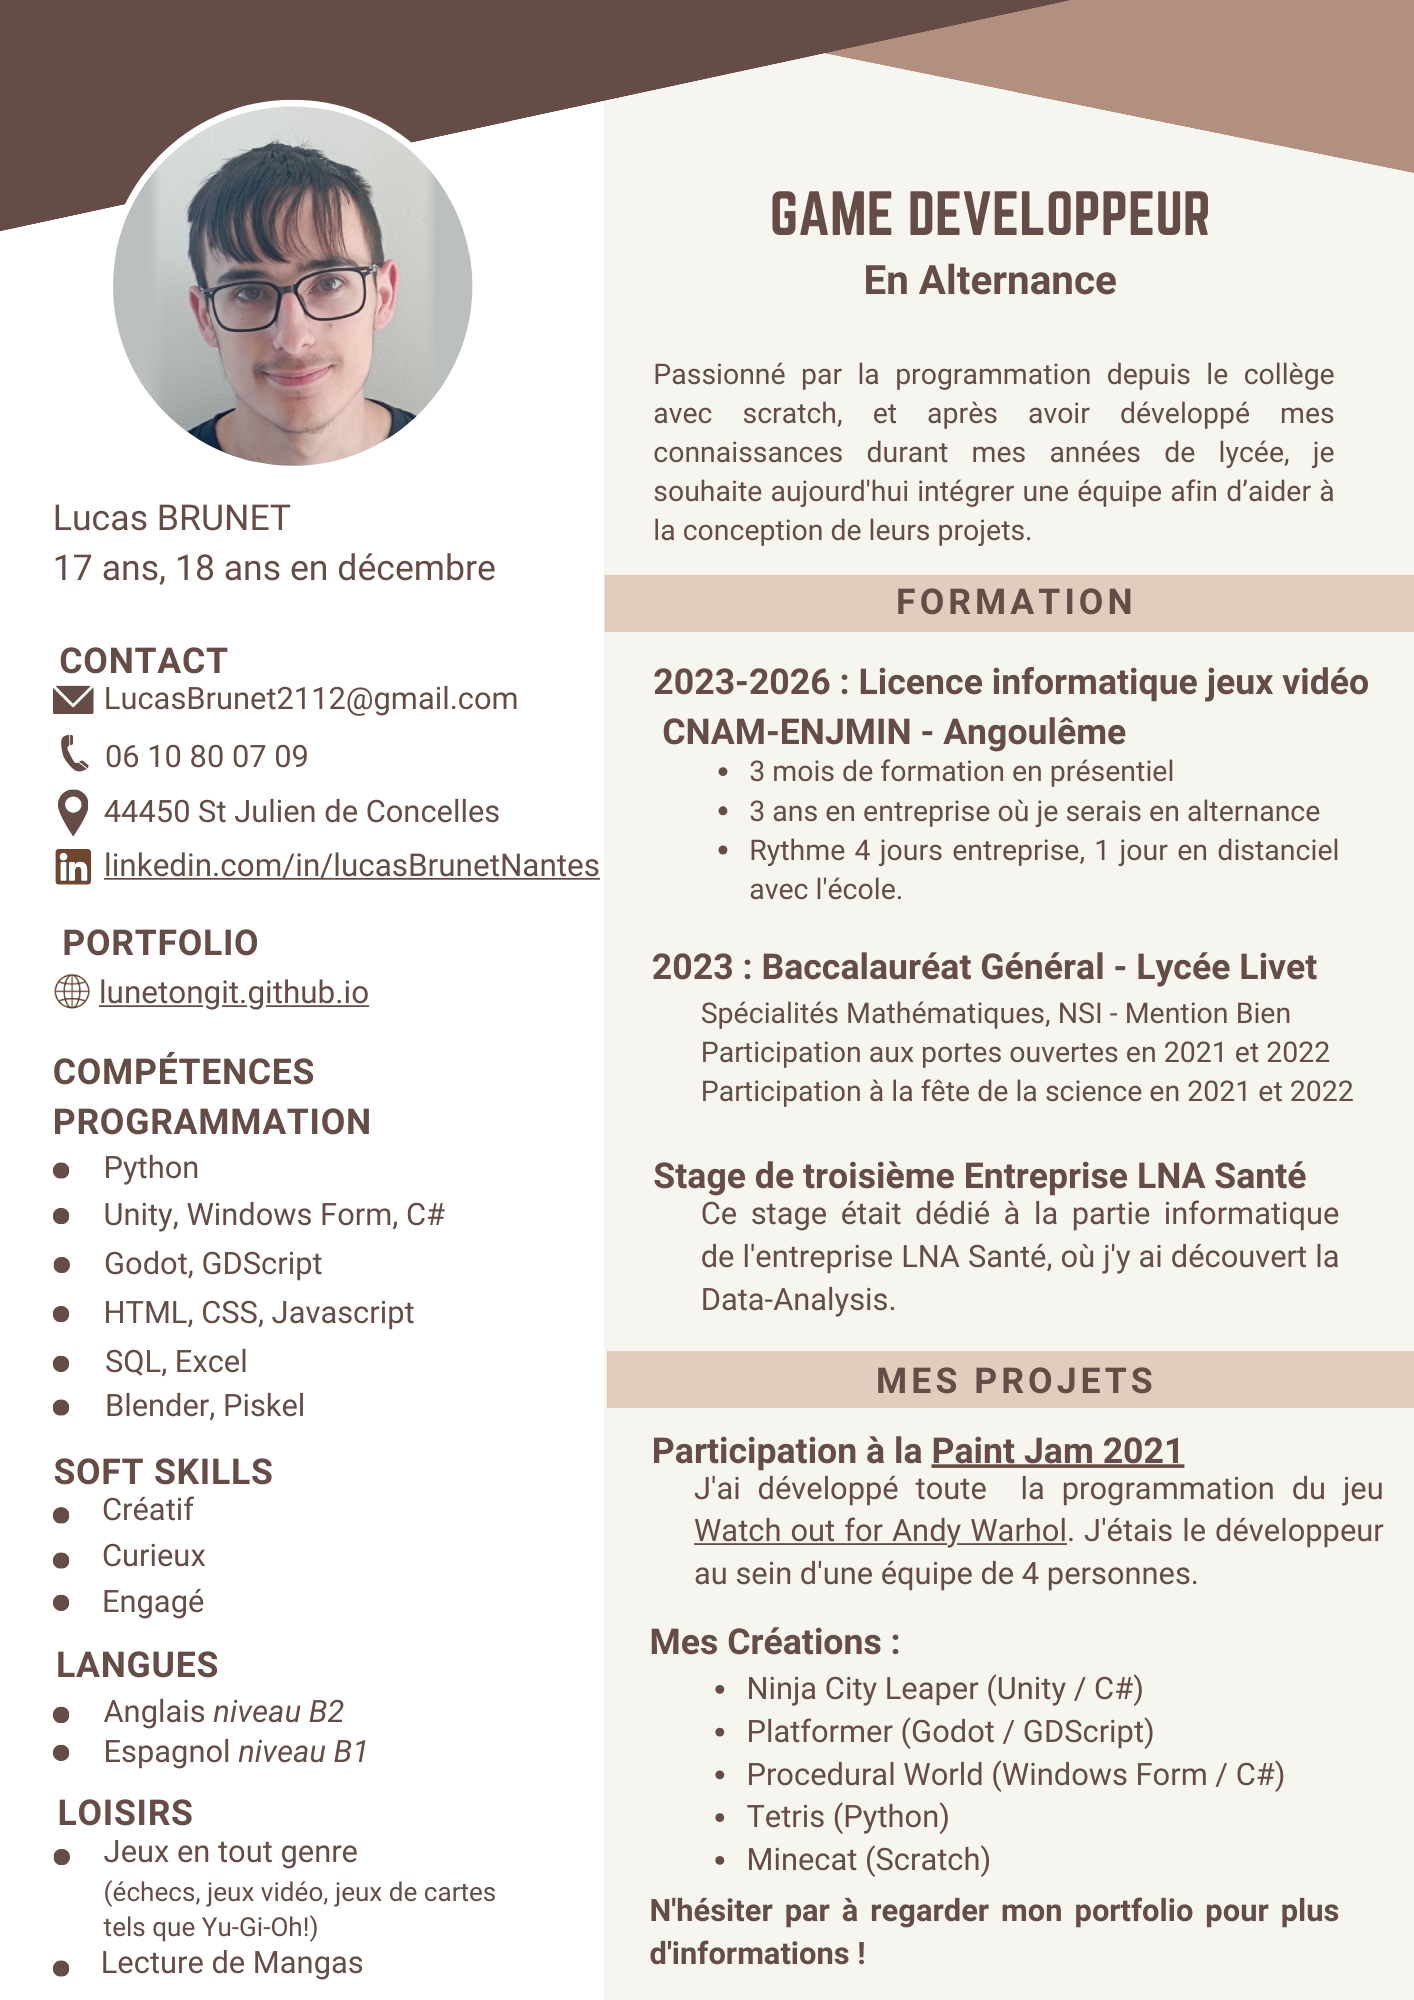 Lucas BRUNET
17 ans, 18 ans en décembre
CONTACT
LucasBrunet2112@gmail.com
06 10 80 07 09
44450 St Julien de Concelles
in linkedin.com/in/lucasBrunetNantes
PORTFOLIO
lunetongit.github.io
COMPÉTENCES
PROGRAMMATION
• Python
• Unity, Windows Form, C#
• Godot, GDScript
• HTML, CSS, Javascript
• SQL, Excel
• Blender, Piskel
SOFT SKILLS
• Créatif
• Curieux
• Engagé
LANGUES
• Anglais niveau B2
• Espagnol niveau B1
LOISIRS
• Jeux en tout genre
(échecs, jeux vidéo, jeux de cartes
tels que Yu-Gi-Oh!)
• Lecture de Mangas
GAME DEVELOPPEUR
En Alternance
Passionné par la programmation depuis le collège
avec scratch, et après avoir développé mes
connaissances durant mes années de lycée, je
souhaite aujourd'hui intégrer une équipe afin d’aider à
la conception de leurs projets.
FORMATION
2023-2026 : Licence informatique jeux vidéo
CNAM-ENJMIN - Angoulême
• 3 mois de formation en présentiel
• 3 ans en entreprise où je serais en alternance
• Rythme 4 jours entreprise, 1 jour en distanciel
avec l'école.
2023 : Baccalauréat Général - Lycée Livet
Spécialités Mathématiques, NSI - Mention Bien
Participation aux portes ouvertes en 2021 et 2022
Participation à la fête de la science en 2021 et 2022
Stage de troisième Entreprise LNA Santé
Ce stage était dédié à la partie informatique
de l'entreprise LNA Santé, où j'y ai découvert la
Data-Analysis.
MES PROJETS
Participation à la Paint Jam 2021
J'ai développé toute la programmation du jeu
Watch out for Andy Warhol. J'étais le développeur
au sein d'une équipe de 4 personnes.
Mes Créations :
• Ninja City Leaper (Unity / C#)
• Platformer (Godot / GDScript)
• Procedural World (Windows Form / C#)
• Tetris (Python)
• Minecat (Scratch)
N'hésiter par à regarder mon portfolio pour plus
d'informations !